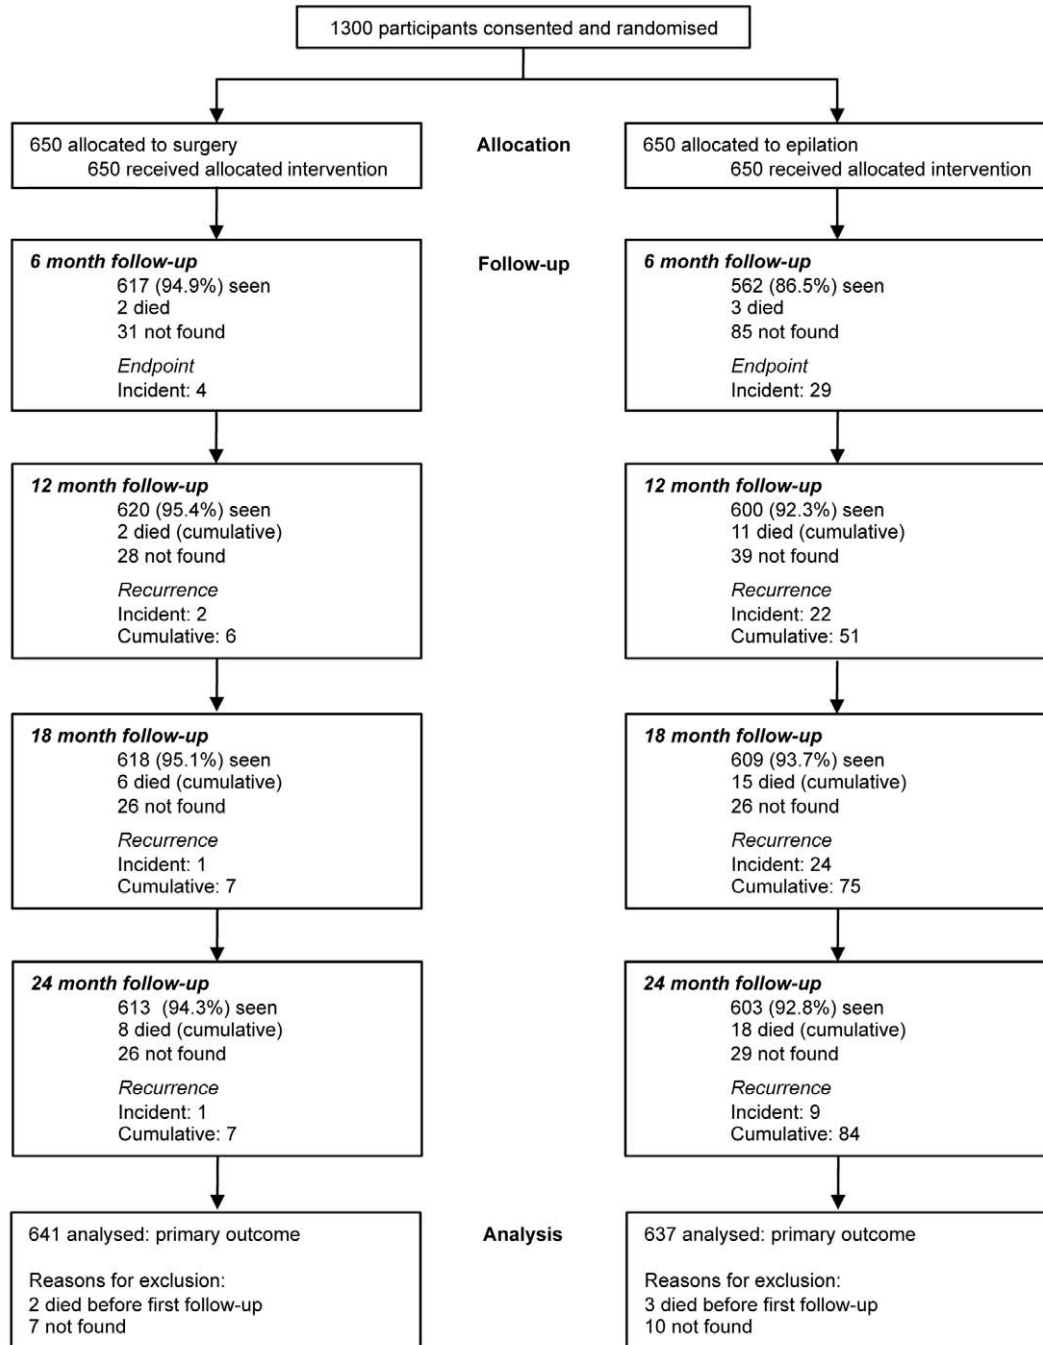 1300 participants consented and randomised
650 allocated to surgery
650 received allocated intervention
Allocation
650 allocated to epilation
650 received allocated intervention
6 month follow-up
617 (94.9%) seen
2 died
31 not found
Endpoint
Incident: 4
Follow-up
6 month follow-up
562 (86.5%) seen
3 died
85 not found
Endpoint
Incident: 29
12 month follow-up
620 (95.4%) seen
2 died (cumulative)
28 not found
Recurrence
Incident: 2
Cumulative: 6
12 month follow-up
600 (92.3%) seen
11 died (cumulative)
39 not found
Recurrence
Incident: 22
Cumulative: 51
18 month follow-up
618 (95.1%) seen
6 died (cumulative)
26 not found
Recurrence
Incident: 1
Cumulative: 7
18 month follow-up
609 (93.7%) seen
15 died (cumulative)
26 not found
Recurrence
Incident: 24
Cumulative: 75
24 month follow-up
613 (94.3%) seen
8 died (cumulative)
26 not found
Recurrence
Incident: 1
Cumulative: 7
24 month follow-up
603 (92.8%) seen
18 died (cumulative)
29 not found
Recurrence
Incident: 9
Cumulative: 84
641 analysed: primary outcome
Reasons for exclusion:
2 died before first follow-up
7 not found
Analysis
637 analysed: primary outcome
Reasons for exclusion:
3 died before first follow-up
10 not found